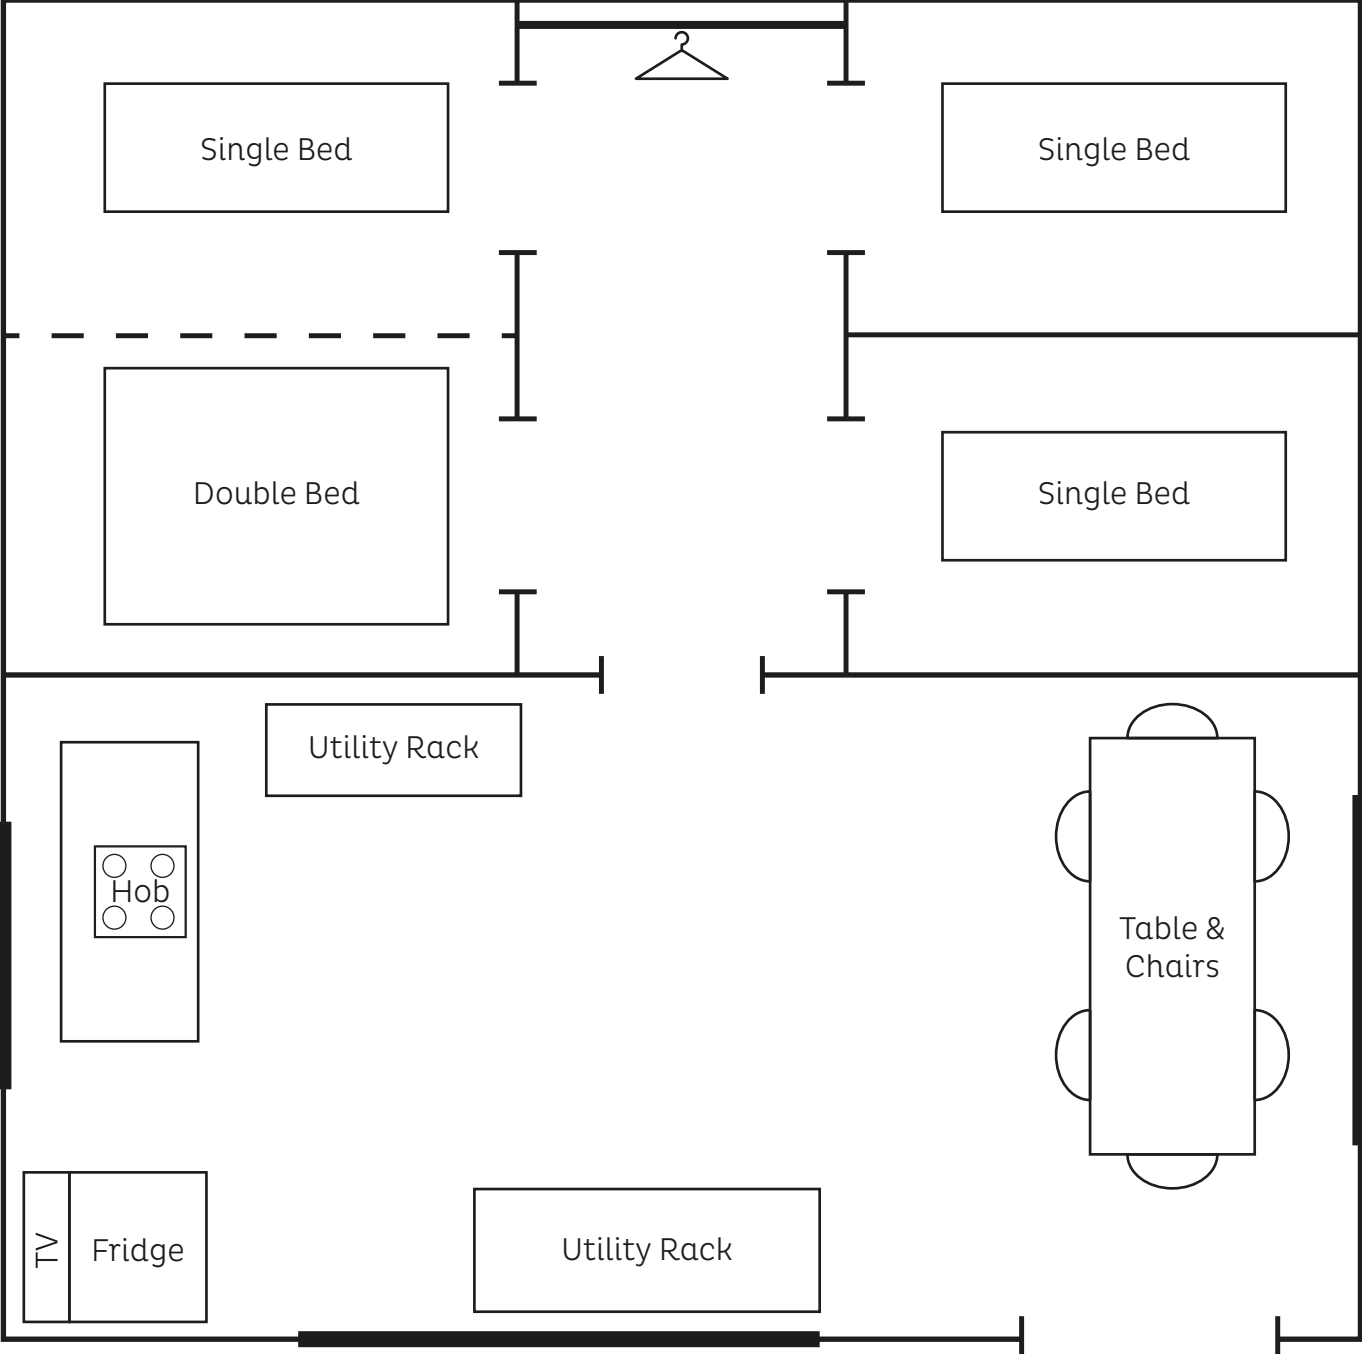 Single Bed
Single Bed
Double Bed
Single Bed
Utility Rack
Hob
Table &
Chairs
TV
Fridge
Utility Rack